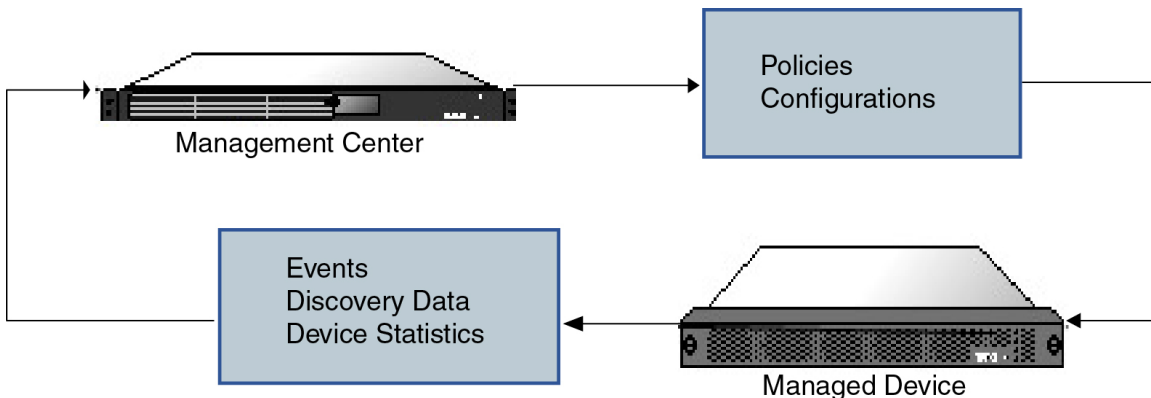 Management Center
Policies
Configurations
Events
Discovery Data
Device Statistics
Managed Device